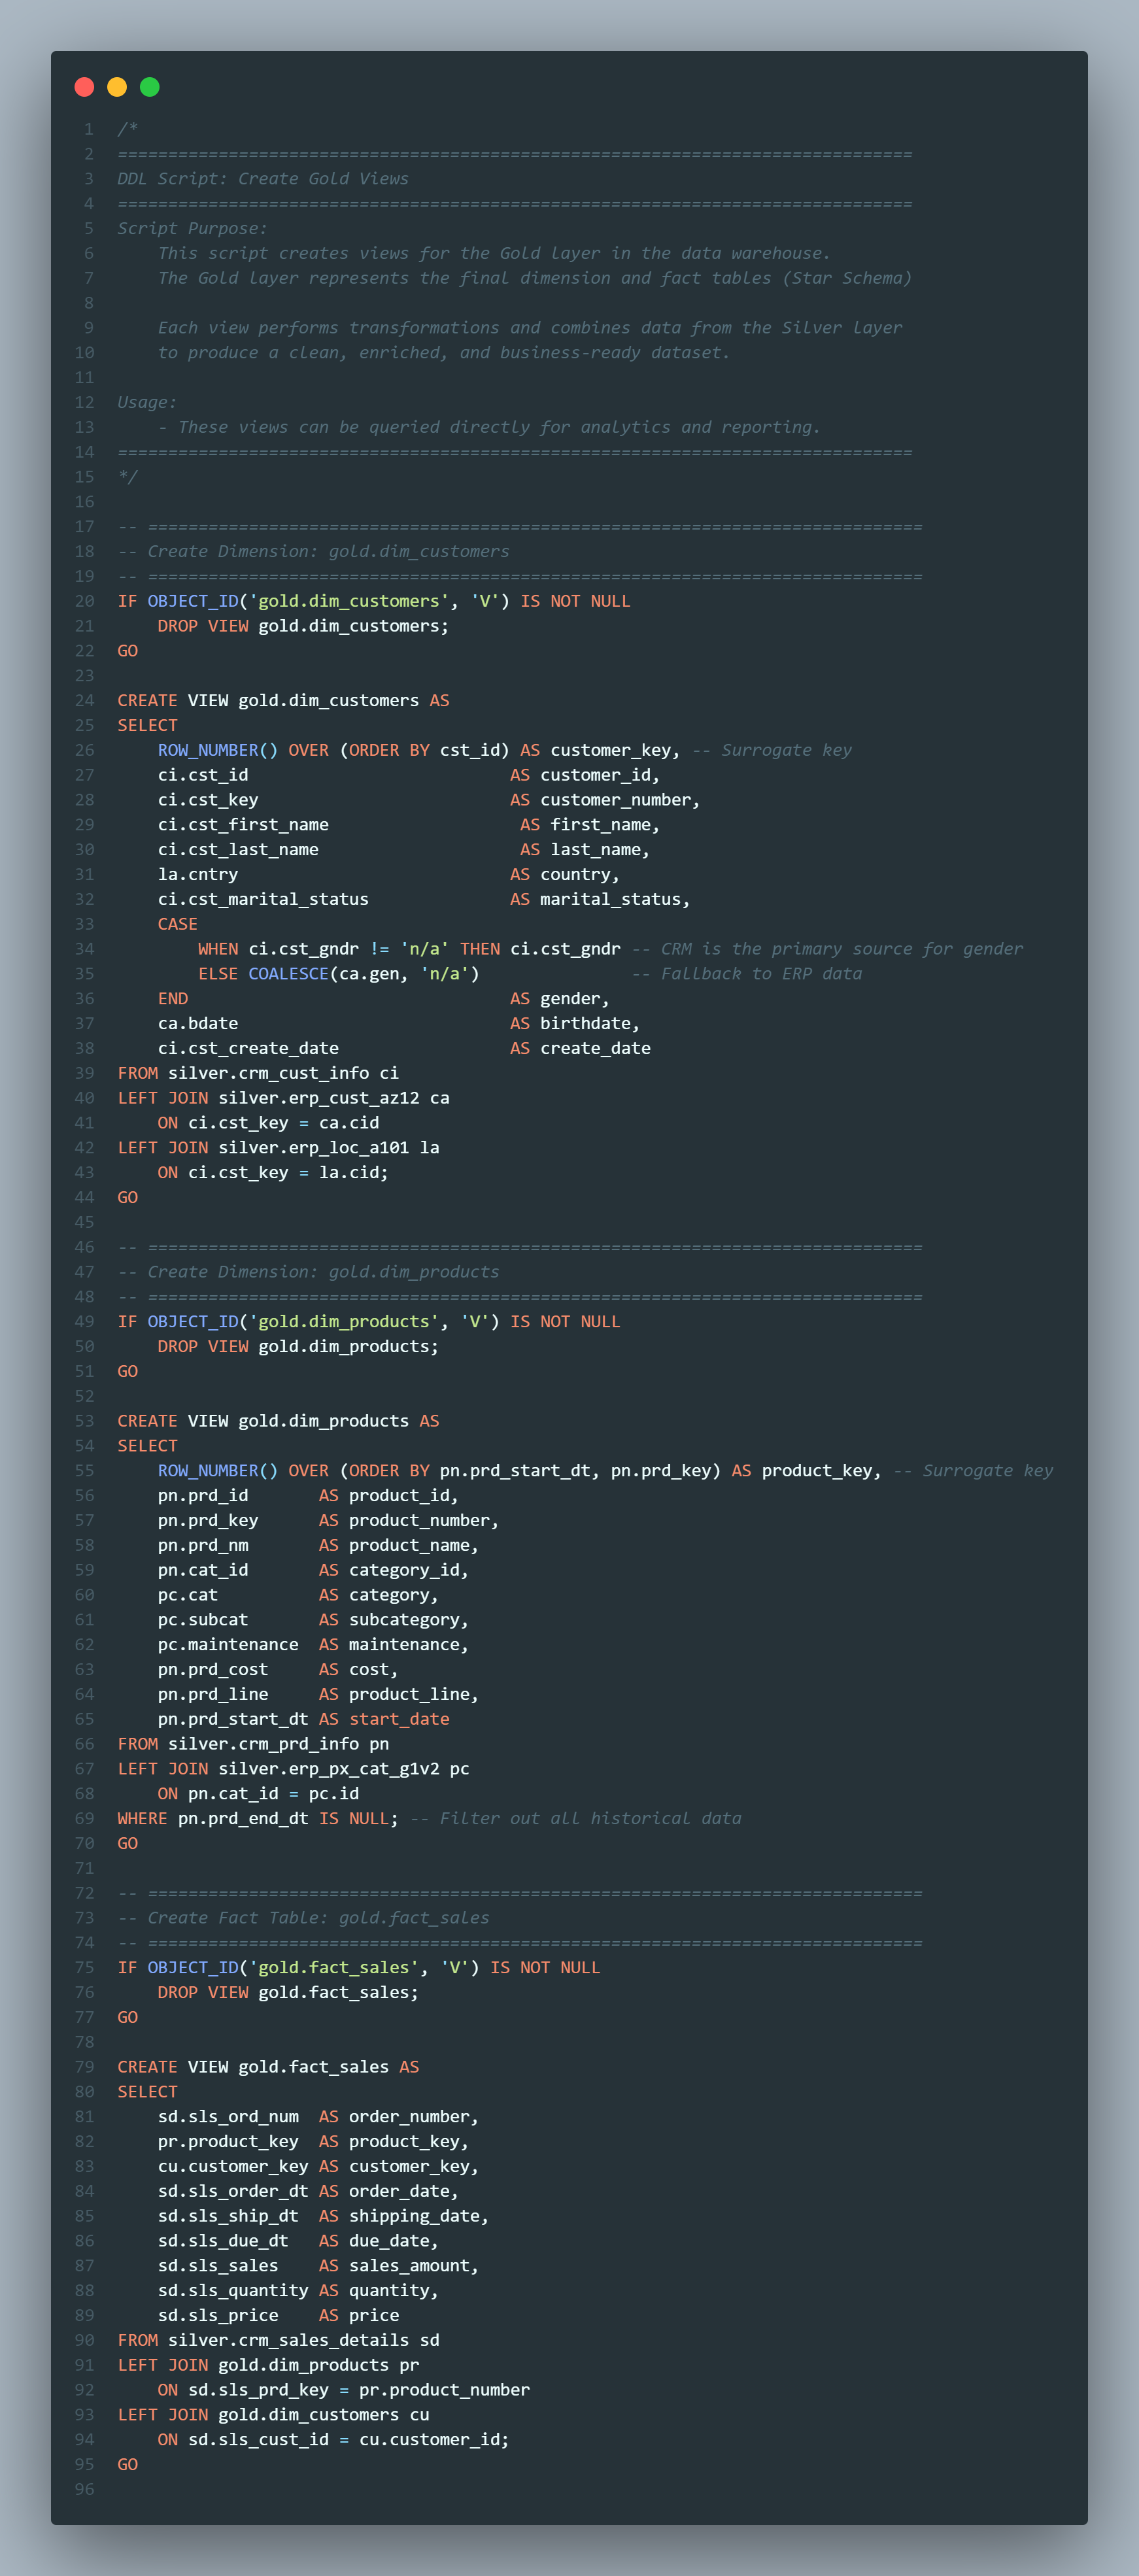 1 /*
2 ===============================================================================
3 DDL Script: Create Gold Views
4 ===============================================================================
5 Script Purpose:
6     This script creates views for the Gold layer in the data warehouse.
7     The Gold layer represents the final dimension and fact tables (Star Schema)
8
9     Each view performs transformations and combines data from the Silver layer
10     to produce a clean, enriched, and business-ready dataset.
11
12 Usage:
13     - These views can be queried directly for analytics and reporting.
14 ===============================================================================
15 */
16
17 -- =============================================================================
18 -- Create Dimension: gold.dim_customers
19 -- =============================================================================
20 IF OBJECT_ID('gold.dim_customers', 'V') IS NOT NULL
21     DROP VIEW gold.dim_customers;
22 GO
23
24 CREATE VIEW gold.dim_customers AS
25 SELECT
26     ROW_NUMBER() OVER (ORDER BY cst_id) AS customer_key, -- Surrogate key
27     ci.cst_id                          AS customer_id,
28     ci.cst_key                         AS customer_number,
29     ci.cst_first_name                   AS first_name,
30     ci.cst_last_name                    AS last_name,
31     la.cntry                           AS country,
32     ci.cst_marital_status              AS marital_status,
33     CASE
34         WHEN ci.cst_gndr != 'n/a' THEN ci.cst_gndr -- CRM is the primary source for gender
35         ELSE COALESCE(ca.gen, 'n/a')               -- Fallback to ERP data
36     END                                AS gender,
37     ca.bdate                           AS birthdate,
38     ci.cst_create_date                 AS create_date
39 FROM silver.crm_cust_info ci
40 LEFT JOIN silver.erp_cust_az12 ca
41     ON ci.cst_key = ca.cid
42 LEFT JOIN silver.erp_loc_a101 la
43     ON ci.cst_key = la.cid;
44 GO
45
46 -- =============================================================================
47 -- Create Dimension: gold.dim_products
48 -- =============================================================================
49 IF OBJECT_ID('gold.dim_products', 'V') IS NOT NULL
50     DROP VIEW gold.dim_products;
51 GO
52
53 CREATE VIEW gold.dim_products AS
54 SELECT
55     ROW_NUMBER() OVER (ORDER BY pn.prd_start_dt, pn.prd_key) AS product_key, -- Surrogate key
56     pn.prd_id       AS product_id,
57     pn.prd_key      AS product_number,
58     pn.prd_nm       AS product_name,
59     pn.cat_id       AS category_id,
60     pc.cat          AS category,
61     pc.subcat       AS subcategory,
62     pc.maintenance  AS maintenance,
63     pn.prd_cost     AS cost,
64     pn.prd_line     AS product_line,
65     pn.prd_start_dt AS start_date
66 FROM silver.crm_prd_info pn
67 LEFT JOIN silver.erp_px_cat_g1v2 pc
68     ON pn.cat_id = pc.id
69 WHERE pn.prd_end_dt IS NULL; -- Filter out all historical data
70 GO
71
72 -- =============================================================================
73 -- Create Fact Table: gold.fact_sales
74 -- =============================================================================
75 IF OBJECT_ID('gold.fact_sales', 'V') IS NOT NULL
76     DROP VIEW gold.fact_sales;
77 GO
78
79 CREATE VIEW gold.fact_sales AS
80 SELECT
81     sd.sls_ord_num  AS order_number,
82     pr.product_key  AS product_key,
83     cu.customer_key AS customer_key,
84     sd.sls_order_dt AS order_date,
85     sd.sls_ship_dt  AS shipping_date,
86     sd.sls_due_dt   AS due_date,
87     sd.sls_sales    AS sales_amount,
88     sd.sls_quantity AS quantity,
89     sd.sls_price    AS price
90 FROM silver.crm_sales_details sd
91 LEFT JOIN gold.dim_products pr
92     ON sd.sls_prd_key = pr.product_number
93 LEFT JOIN gold.dim_customers cu
94     ON sd.sls_cust_id = cu.customer_id;
95 GO
96